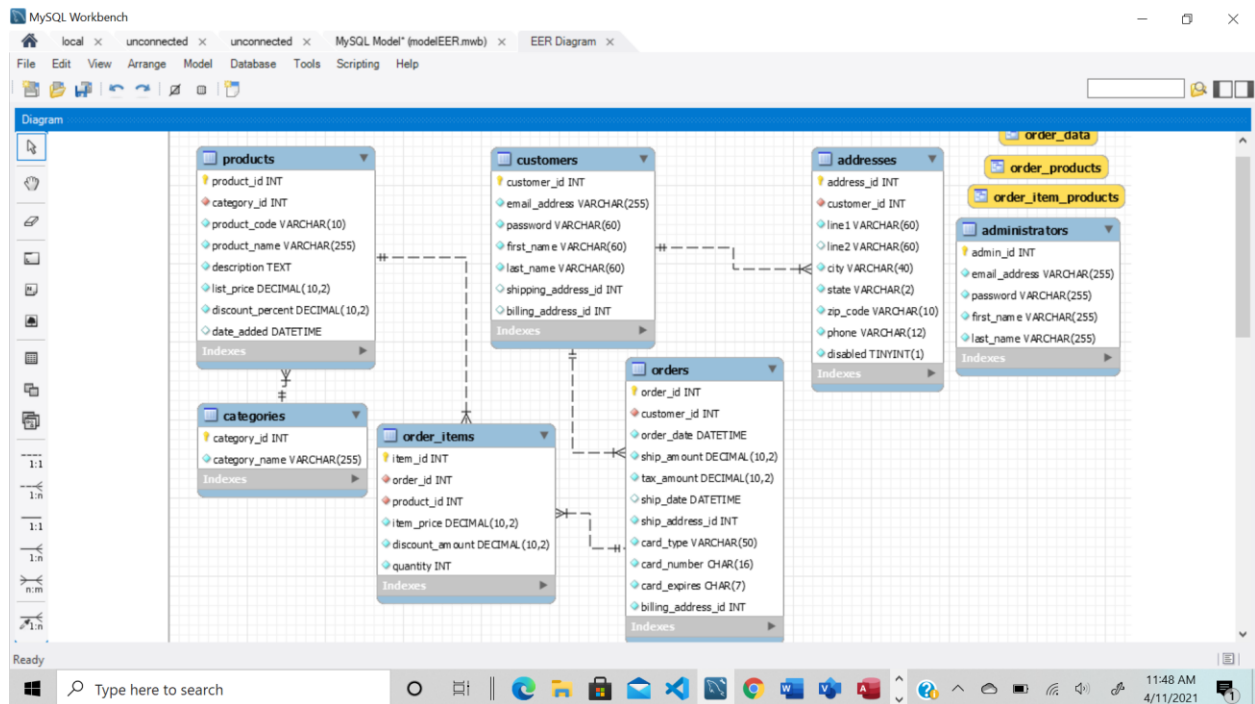 MySQL Workbench
local × unconnected × unconnected × MySQL Model* (modelEER.mwb) × EER Diagram ×
File Edit View Arrange Model Database Tools Scripting Help
Diagram
1:1
1:n
1:1
1:n
n:m
1:n
products
product_id INT
category_id INT
product_code VARCHAR(10)
product_name VARCHAR(255)
description TEXT
list_price DECIMAL(10,2)
discount_percent DECIMAL(10,2)
date_added DATETIME
Indexes
categories
category_id INT
category_name VARCHAR(255)
Indexes
customers
customer_id INT
email_address VARCHAR(255)
password VARCHAR(60)
first_name VARCHAR(60)
last_name VARCHAR(60)
shipping_address_id INT
billing_address_id INT
Indexes
order_items
item_id INT
order_id INT
product_id INT
item_price DECIMAL(10,2)
discount_amount DECIMAL(10,2)
quantity INT
Indexes
orders
order_id INT
customer_id INT
order_date DATETIME
ship_amount DECIMAL(10,2)
tax_amount DECIMAL(10,2)
ship_date DATETIME
ship_address_id INT
card_type VARCHAR(50)
card_number CHAR(16)
card_expires CHAR(7)
billing_address_id INT
Indexes
addresses
address_id INT
customer_id INT
line1 VARCHAR(60)
line2 VARCHAR(60)
city VARCHAR(40)
state VARCHAR(2)
zip_code VARCHAR(10)
phone VARCHAR(12)
disabled TINYINT(1)
Indexes
order_data
order_products
order_item_products
administrators
admin_id INT
email_address VARCHAR(255)
password VARCHAR(255)
first_name VARCHAR(255)
last_name VARCHAR(255)
Indexes
Ready
Type here to search
11:48 AM
4/11/2021
1